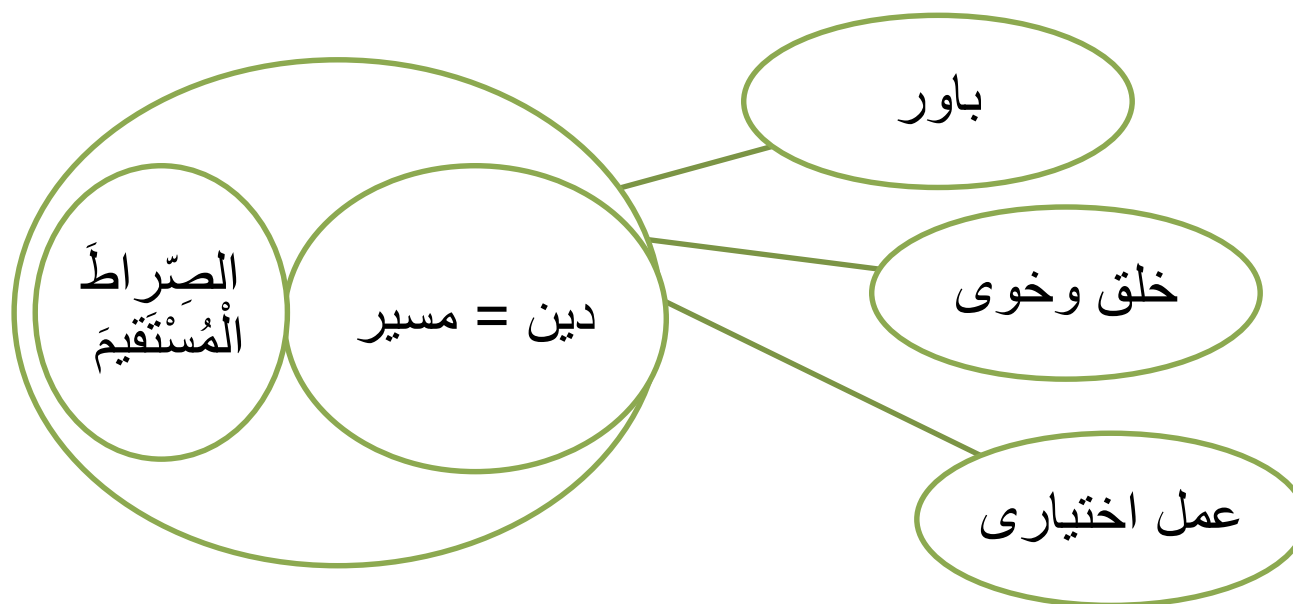 باور
خلق وخوی
عمل اختیاری
دین = مسیر
الصِّراطَ
الْمُسْتَقيمَ